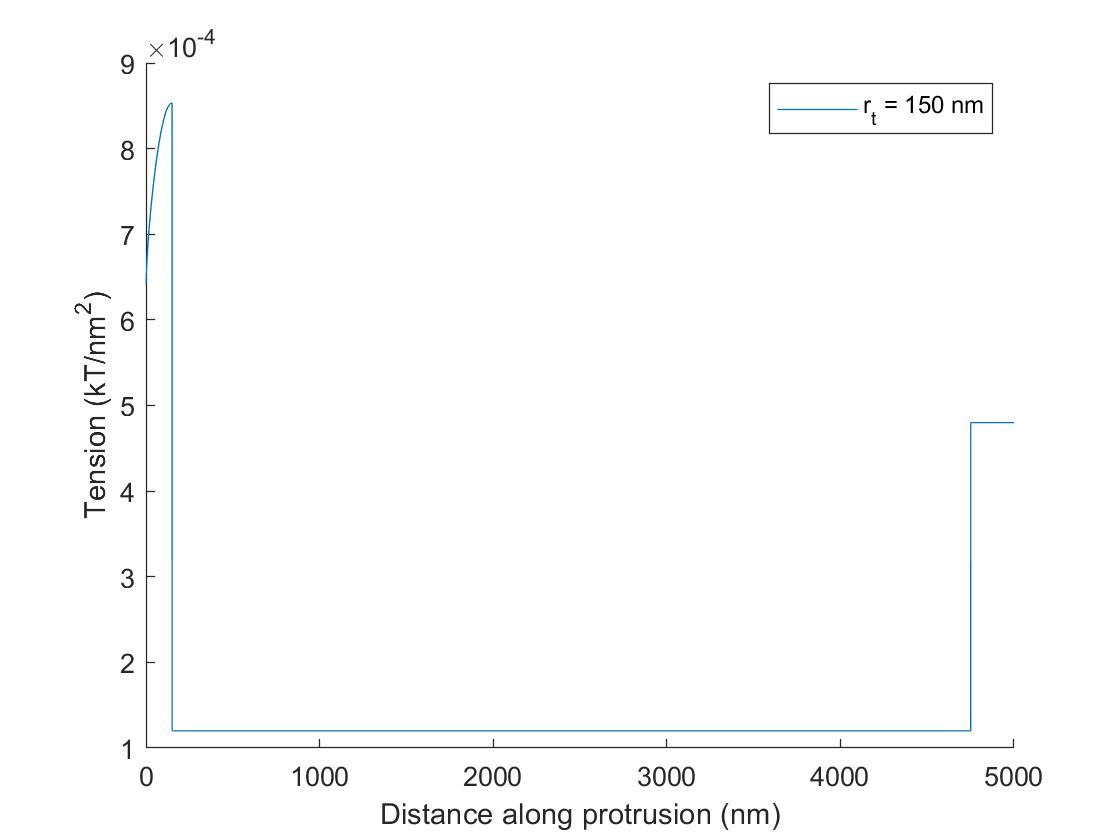 ×10-4
r_t = 150 nm
9
8
7
6
5
4
3
2
1
Tension (kT/nm²)
0 1000 2000 3000 4000 5000
Distance along protrusion (nm)